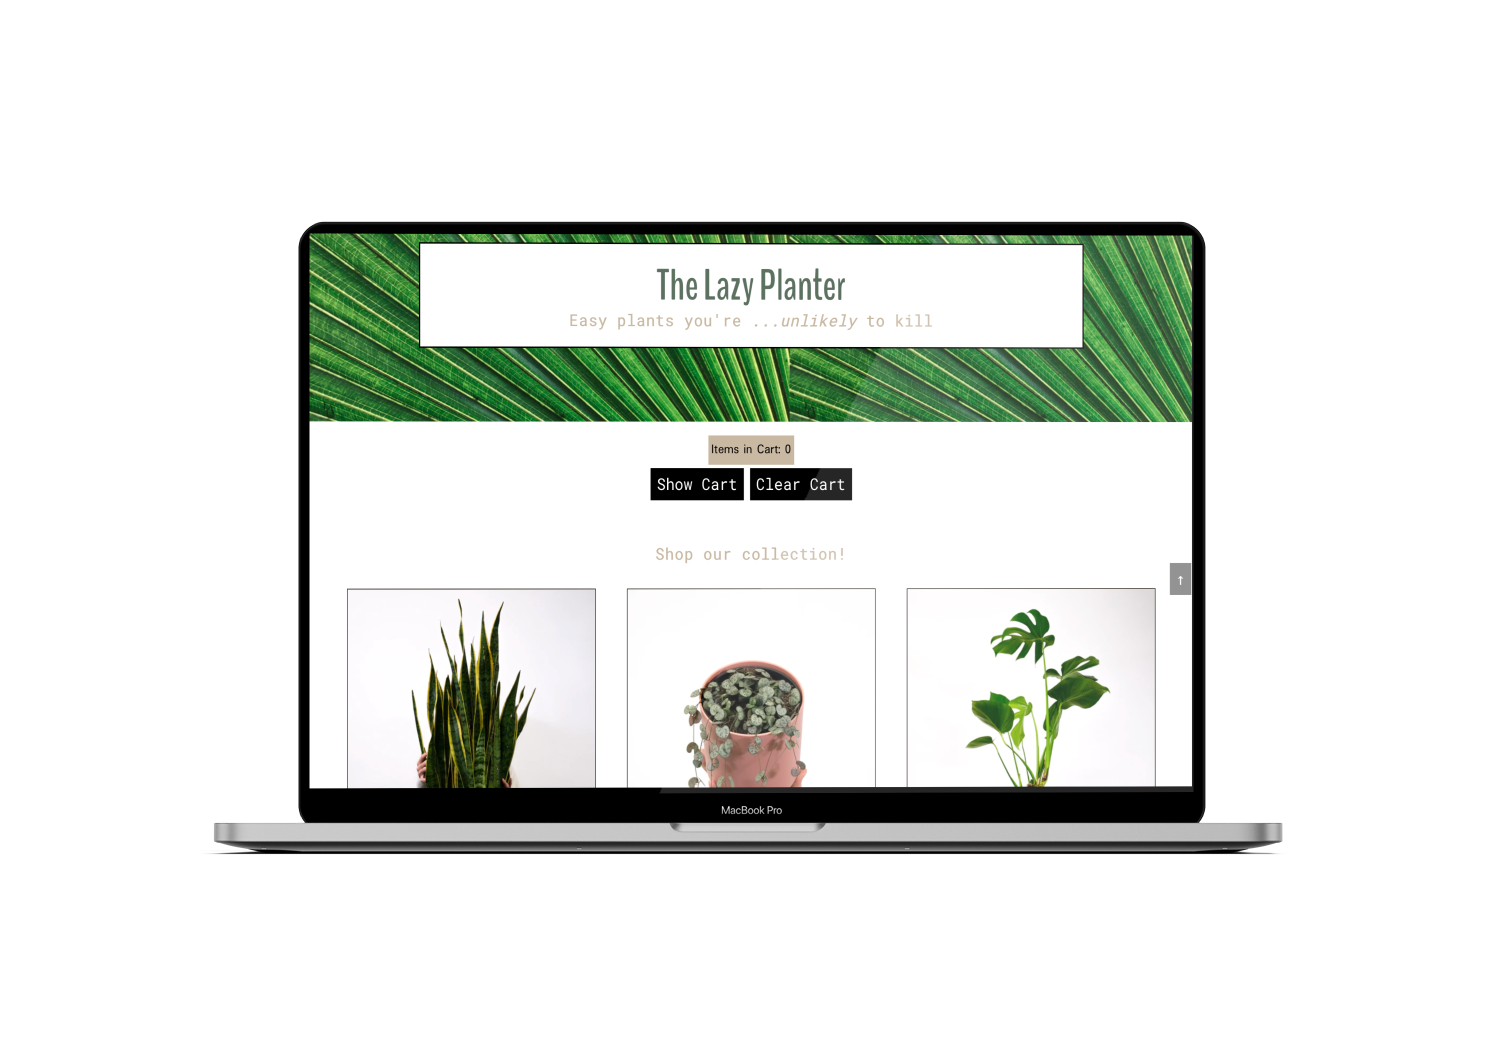 The Lazy Planter
Easy plants you're ...unlikely to kill
Items in Cart: 0
Show Cart Clear Cart
Shop our collection!
↑
MacBook Pro